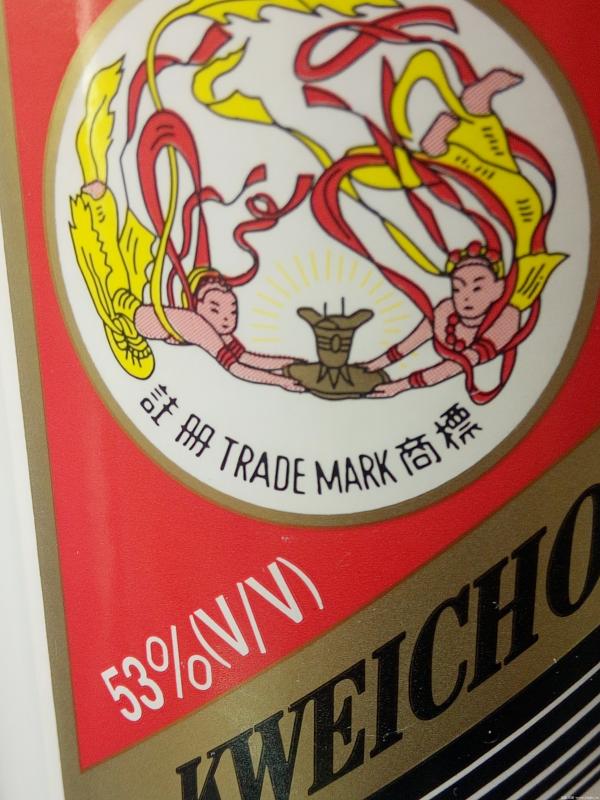 註冊 TRADE MARK 商標
53%(V/V)
KWEICHO